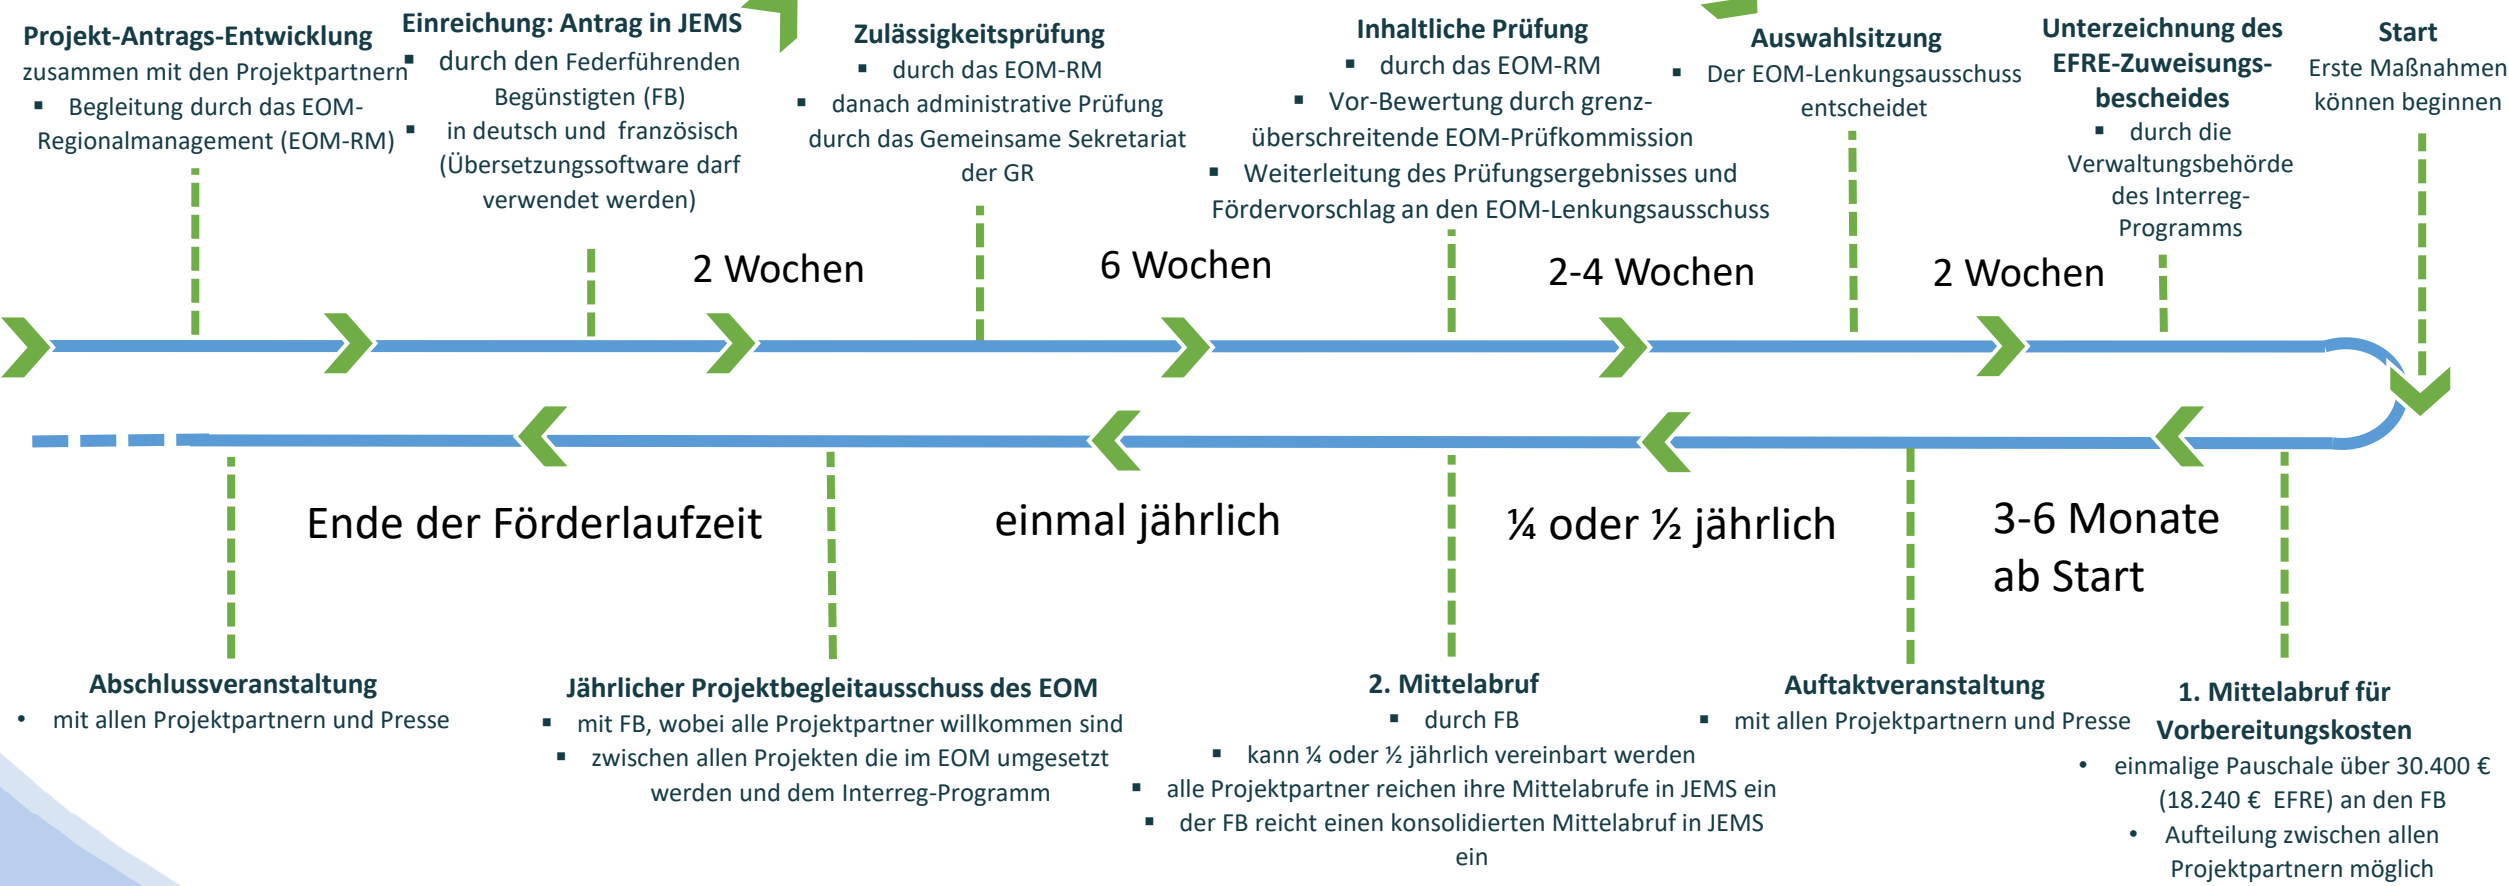 Projekt-Antrags-Entwicklung
zusammen mit den Projektpartnern
▪ Begleitung durch das EOM-
Regionalmanagement (EOM-RM)
Einreichung: Antrag in JEMS
▪ durch den Federführenden
Begünstigten (FB)
▪ in deutsch und französisch
(Übersetzungssoftware darf
verwendet werden)
Zulässigkeitsprüfung
▪ durch das EOM-RM
▪ danach administrative Prüfung
durch das Gemeinsame Sekretariat
der GR
Inhaltliche Prüfung
▪ durch das EOM-RM
▪ Vor-Bewertung durch grenz-
überschreitende EOM-Prüfkommission
▪ Weiterleitung des Prüfungsergebnisses und
Fördervorschlag an den EOM-Lenkungsausschuss
Auswahlsitzung
▪ Der EOM-Lenkungsausschuss
entscheidet
Unterzeichnung des
EFRE-Zuweisungs-
bescheides
▪ durch die
Verwaltungsbehörde
des Interreg-
Programms
Start
Erste Maßnahmen
können beginnen
2 Wochen
6 Wochen
2-4 Wochen
2 Wochen
Ende der Förderlaufzeit
einmal jährlich
¼ oder ½ jährlich
3-6 Monate
ab Start
Abschlussveranstaltung
• mit allen Projektpartnern und Presse
Jährlicher Projektbegleitausschuss des EOM
▪ mit FB, wobei alle Projektpartner willkommen sind
▪ zwischen allen Projekten die im EOM umgesetzt
werden und dem Interreg-Programm
2. Mittelabruf
▪ durch FB
▪ kann ¼ oder ½ jährlich vereinbart werden
▪ alle Projektpartner reichen ihre Mittelabrufe in JEMS ein
▪ der FB reicht einen konsolidierten Mittelabruf in JEMS
ein
Auftaktveranstaltung
▪ mit allen Projektpartnern und Presse
1. Mittelabruf für
Vorbereitungskosten
• einmalige Pauschale über 30.400 €
(18.240 € EFRE) an den FB
• Aufteilung zwischen allen
Projektpartnern möglich